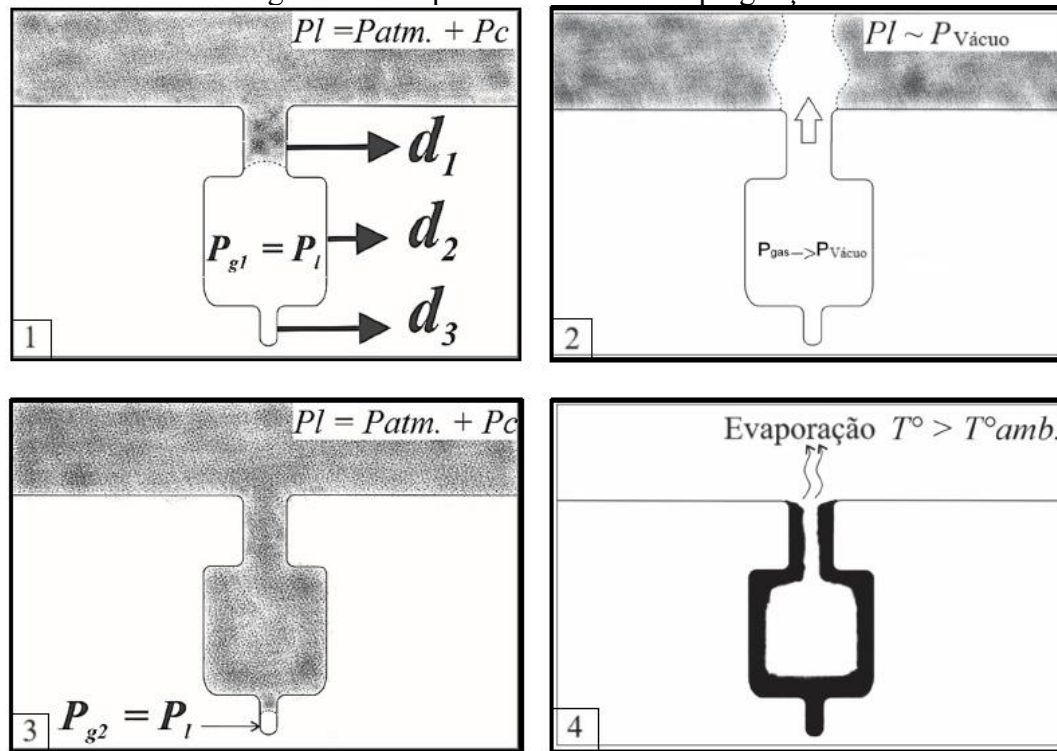 Pl =Patm. + Pc
d1
Pg1 = Pl
d2
d3
1
Pl ~ PVácuo
Pgas—>PVácuo
2
Pl = Patm. + Pc
Pg2 = Pl
3
Evaporação T° > T°amb.
4